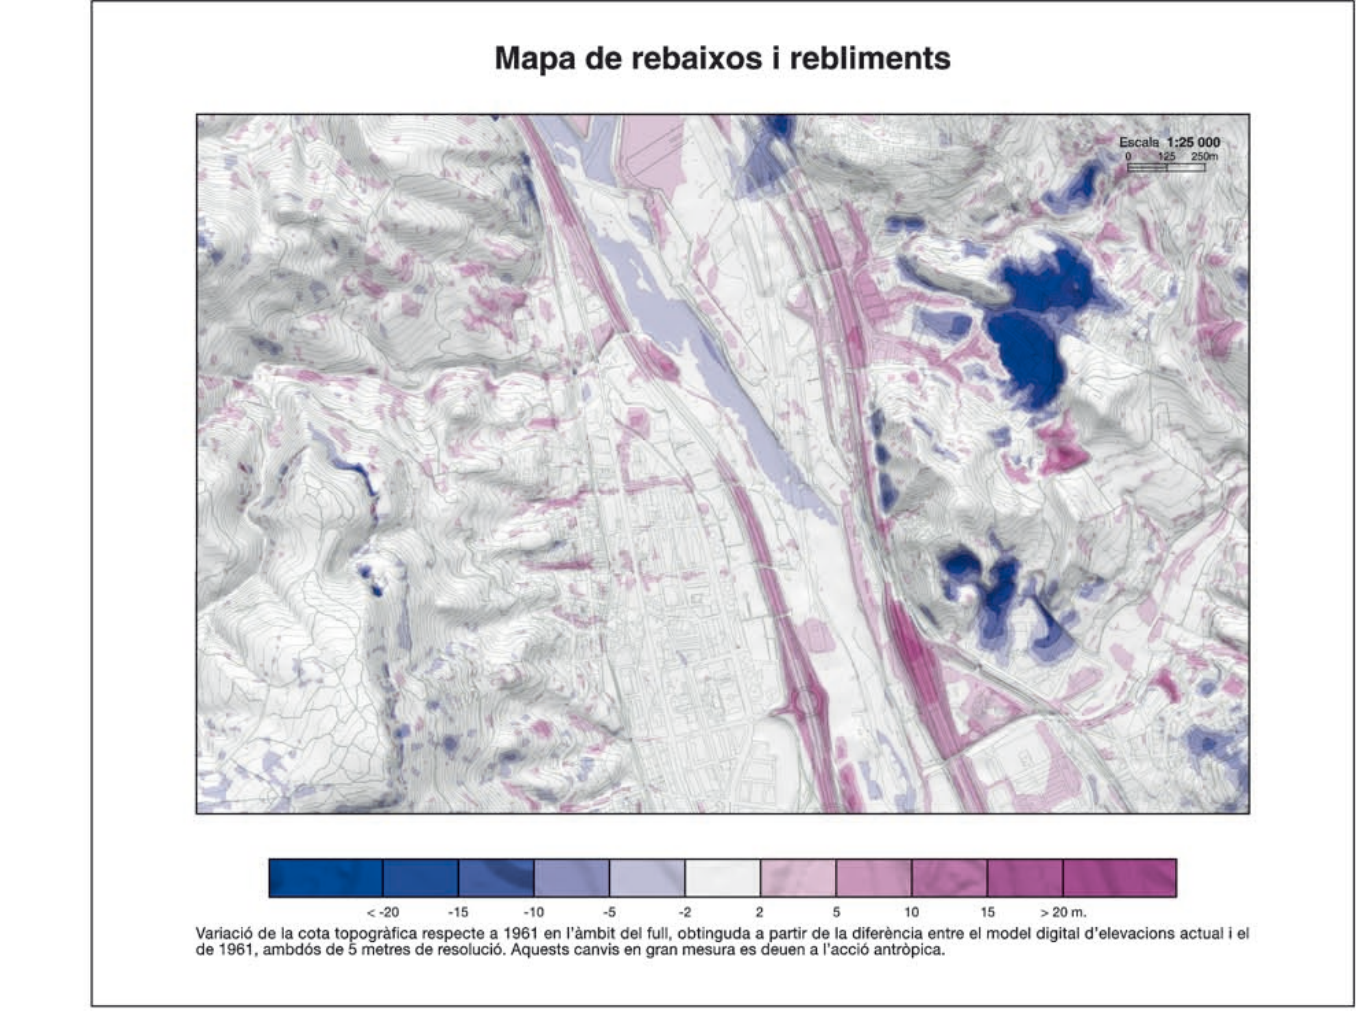 Mapa de rebaixos i rebliments
Escala 1:25 000
0 125 250m
< -20 -15 -10 -5 -2 2 5 10 15 > 20 m.
Variació de la cota topogràfica respecte a 1961 en l'àmbit del full, obtinguda a partir de la diferència entre el model digital d'elevacions actual i el
de 1961, ambdós de 5 metres de resolució. Aquests canvis en gran mesura es deuen a l'acció antròpica.